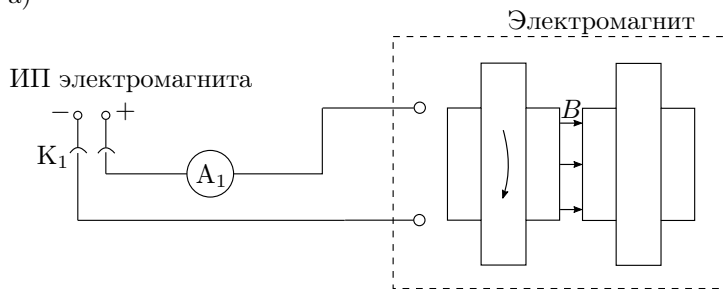 а)
Электромагнит
ИП электромагнита
− +
B
K₁
A₁